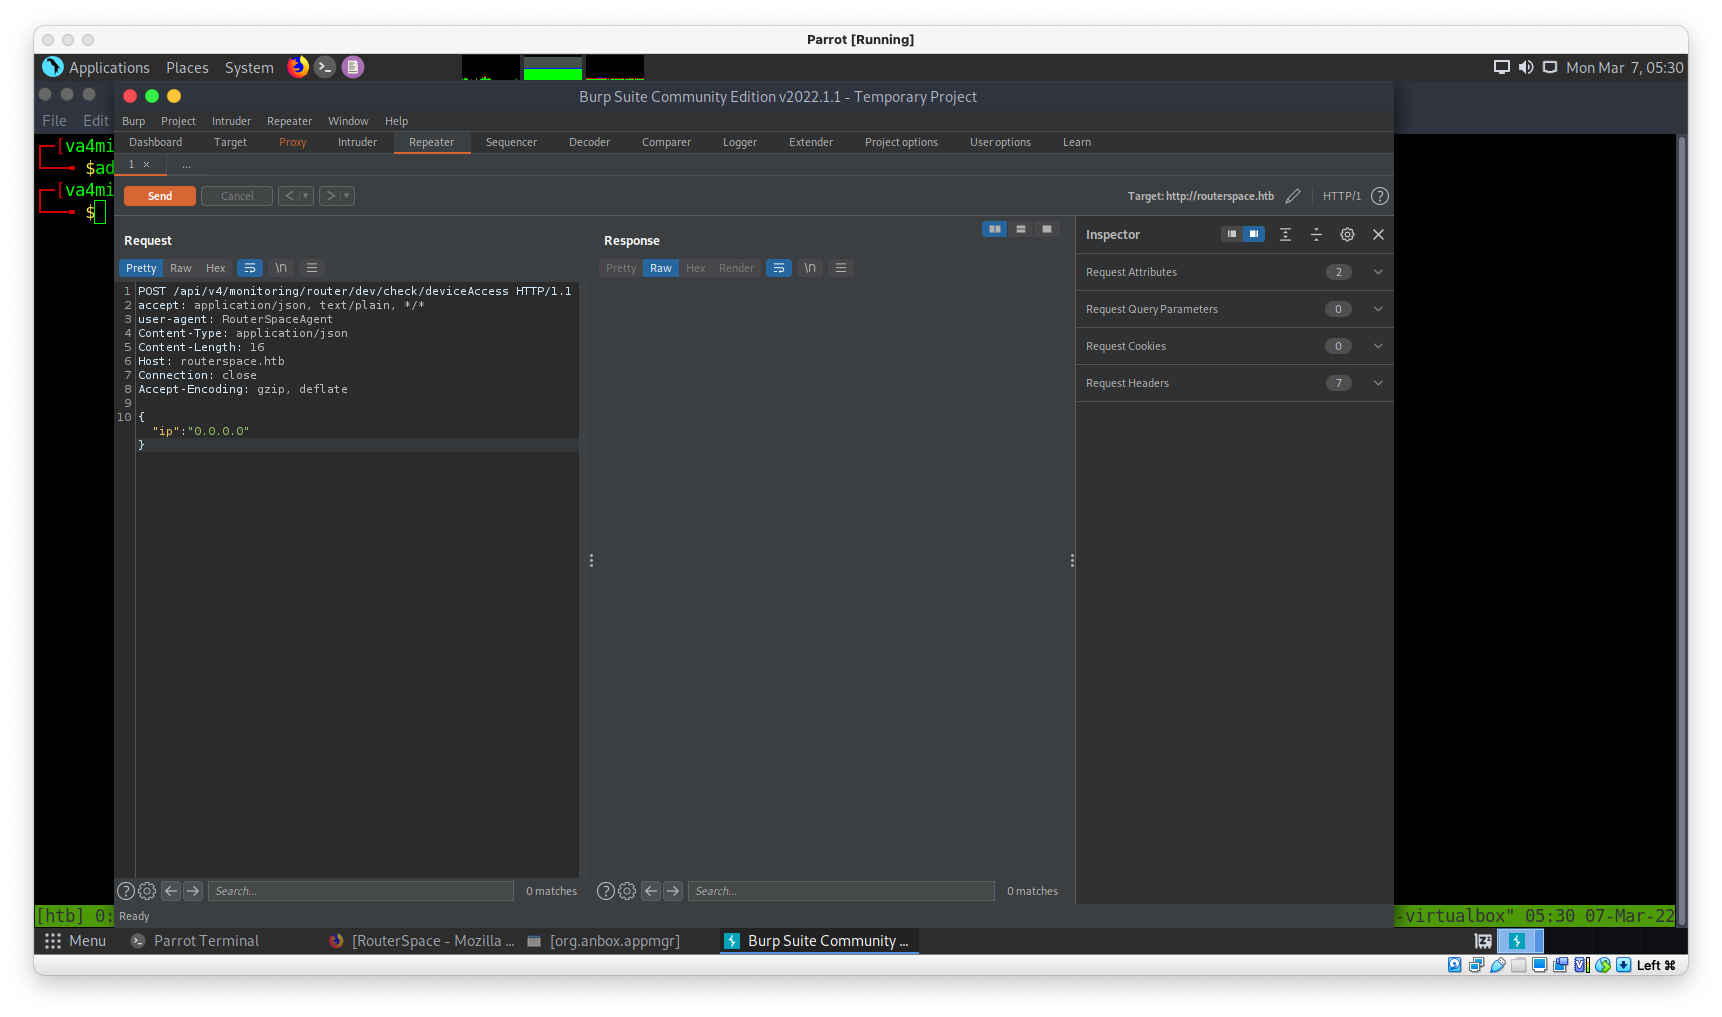 Parrot [Running]
Applications Places System
Mon Mar 7, 05:30
Burp Suite Community Edition v2022.1.1 - Temporary Project
File Edit
Burp Project Intruder Repeater Window Help
[va4mi
$ad
[va4mi
$
Dashboard Target Proxy Intruder Repeater Sequencer Decoder Comparer Logger Extender Project options User options Learn
1 × ...
Send Cancel < >
Target: http://routerspace.htb HTTP/1 ?
Request
Pretty Raw Hex \n
1 POST /api/v4/monitoring/router/dev/check/deviceAccess HTTP/1.1
2 accept: application/json, text/plain, */*
3 user-agent: RouterSpaceAgent
4 Content-Type: application/json
5 Content-Length: 16
6 Host: routerspace.htb
7 Connection: close
8 Accept-Encoding: gzip, deflate
9
10 {
"ip":"0.0.0.0"
}
Search... 0 matches
Response
Pretty Raw Hex Render \n
Search... 0 matches
Inspector
Request Attributes 2
Request Query Parameters 0
Request Cookies 0
Request Headers 7
Ready
[htb] 0:
-virtualbox" 05:30 07-Mar-22
Menu Parrot Terminal [RouterSpace - Mozilla ... [org.anbox.appmgr] Burp Suite Community ...
Left ⌘